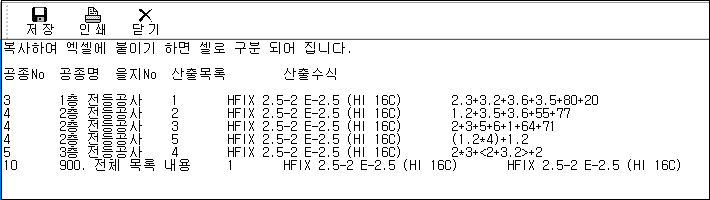 저장 인쇄 닫기
복사하여 엑셀에 붙이기 하면 셀로 구분 되어 집니다.
공종No 공종명 을지No 산출목록 산출수식
3 1층 전등공사 1 HFIX 2.5-2 E-2.5 (HI 16C) 2.3+3.2+3.6+3.5+80+20
4 2층 전등공사 2 HFIX 2.5-2 E-2.5 (HI 16C) 1.2+3.5+3.6+55+77
4 2층 전등공사 3 HFIX 2.5-2 E-2.5 (HI 16C) 2+3+5+6+1+64+71
4 2층 전등공사 5 HFIX 2.5-2 E-2.5 (HI 16C) (1.2*4)+1.2
5 3층 전등공사 4 HFIX 2.5-2 E-2.5 (HI 16C) 2*3+<2+3.2>+2
10 900. 전체 목록 내용 1 HFIX 2.5-2 E-2.5 (HI 16C) HFIX 2.5-2 E-2.5 (HI 16C)